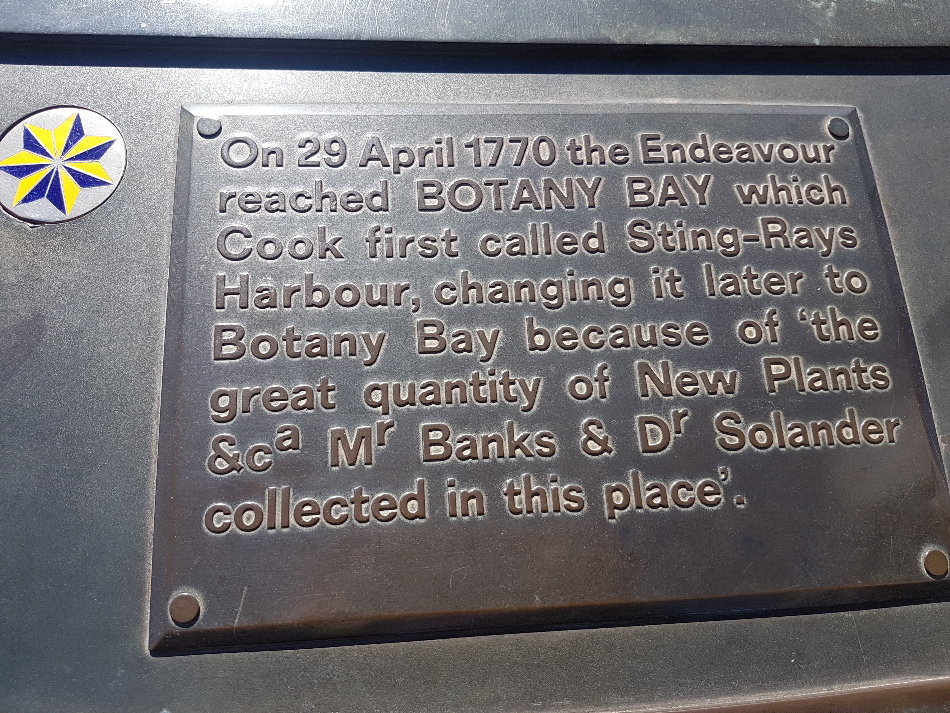 On 29 April 1770 the Endeavour
reached BOTANY BAY which
Cook first called Sting-Rays
Harbour, changing it later to
Botany Bay because of ‘the
great quantity of New Plants
&cª Mʳ Banks & Dʳ Solander
collected in this place’.